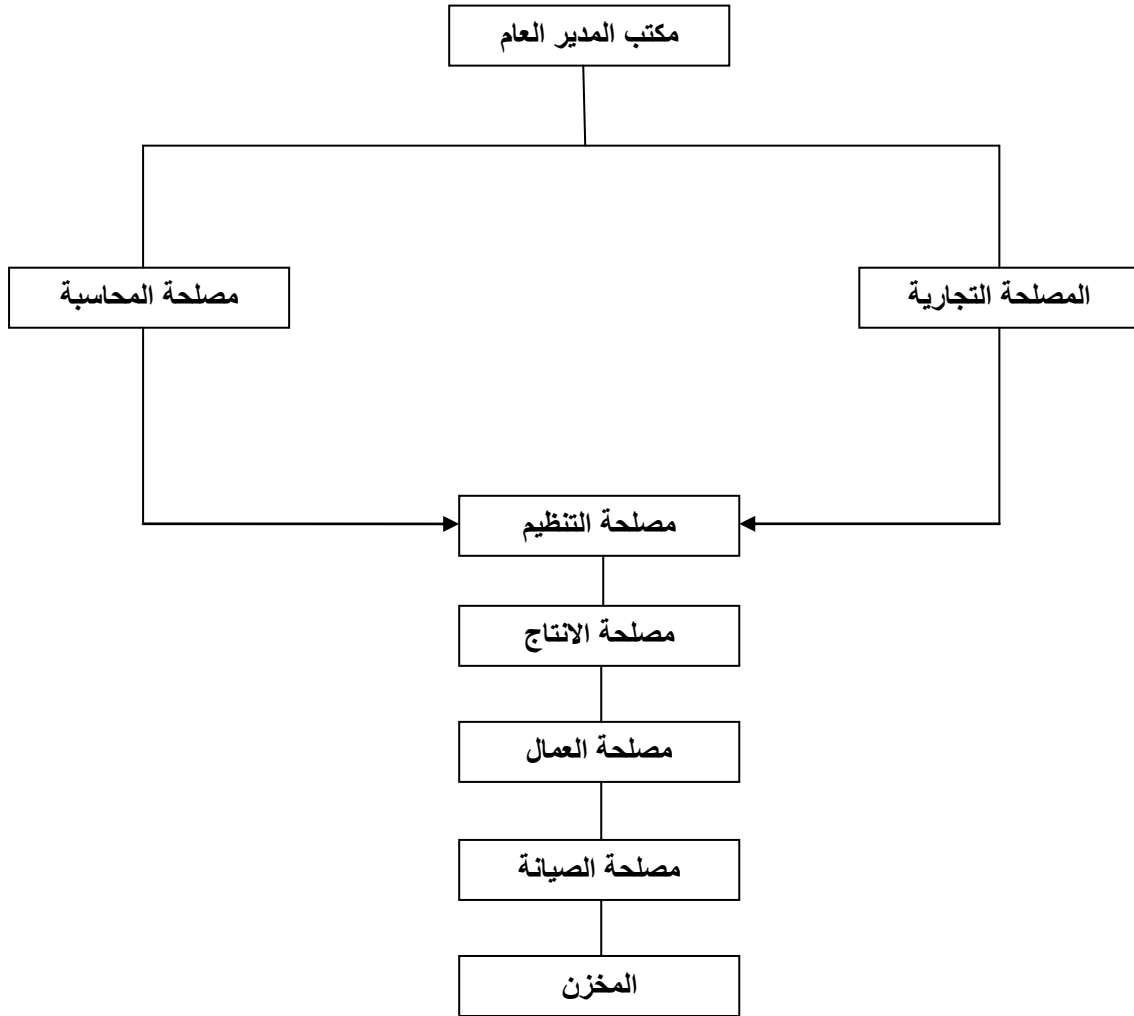 مكتب المدير العام
المصلحة التجارية
مصلحة المحاسبة
مصلحة التنظيم
مصلحة الانتاج
مصلحة العمال
مصلحة الصيانة
المخزن